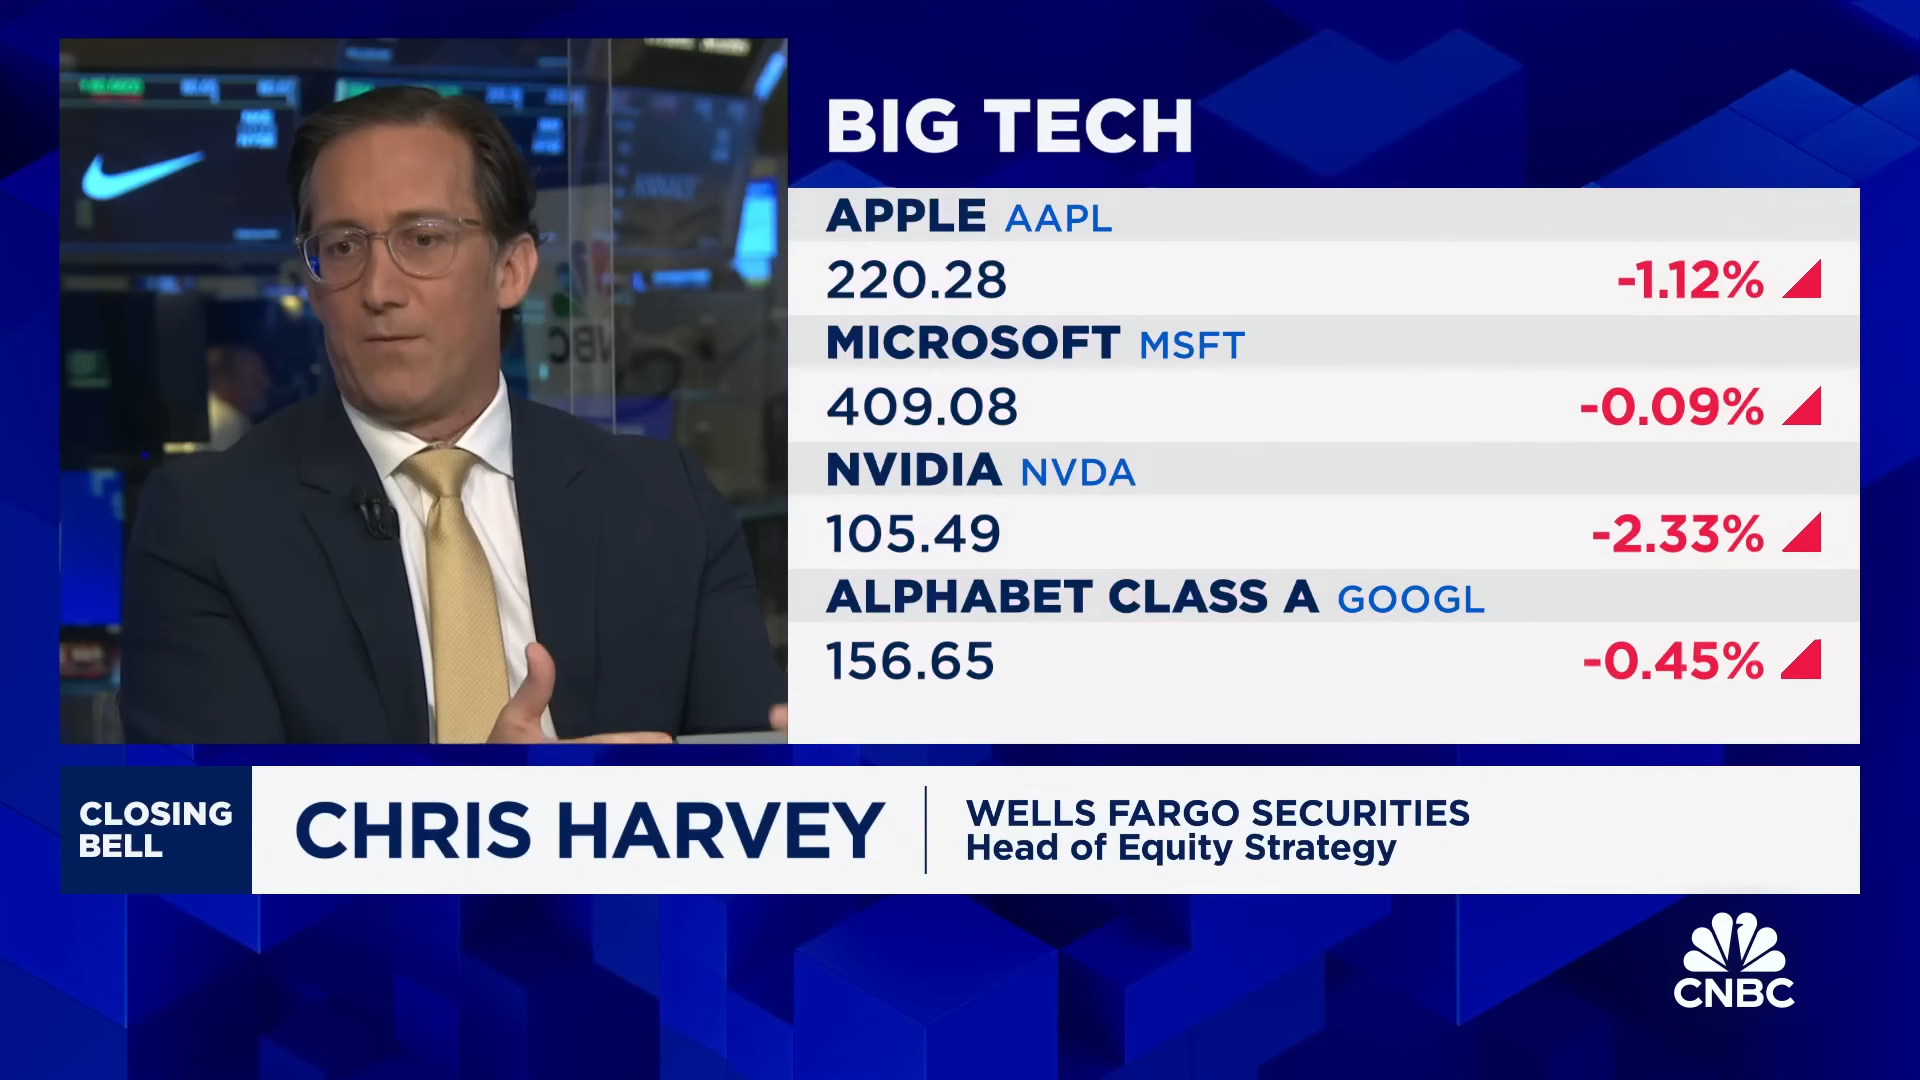 BIG TECH
APPLE AAPL
220.28 -1.12%
MICROSOFT MSFT
409.08 -0.09%
NVIDIA NVDA
105.49 -2.33%
ALPHABET CLASS A GOOGL
156.65 -0.45%
CLOSING
BELL
CHRIS HARVEY
WELLS FARGO SECURITIES
Head of Equity Strategy
CNBC